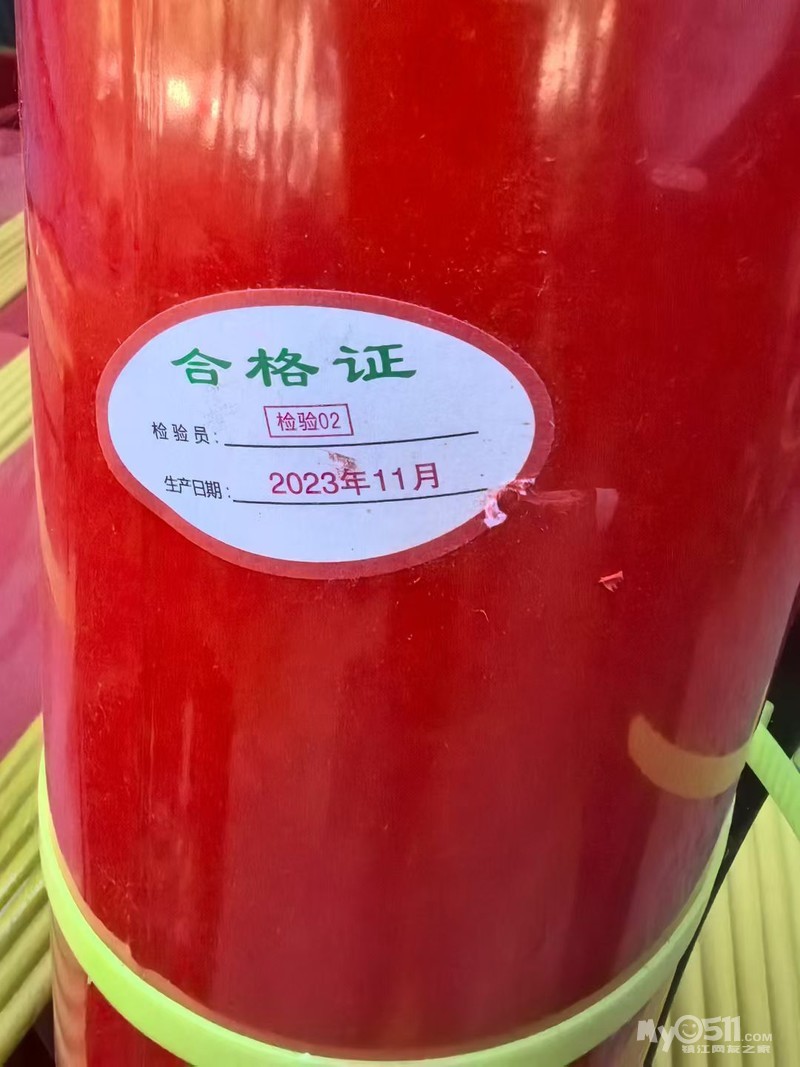 合格证
检验员：检验02
生产日期：2023年11月
My0511.COM
镇江网友之家